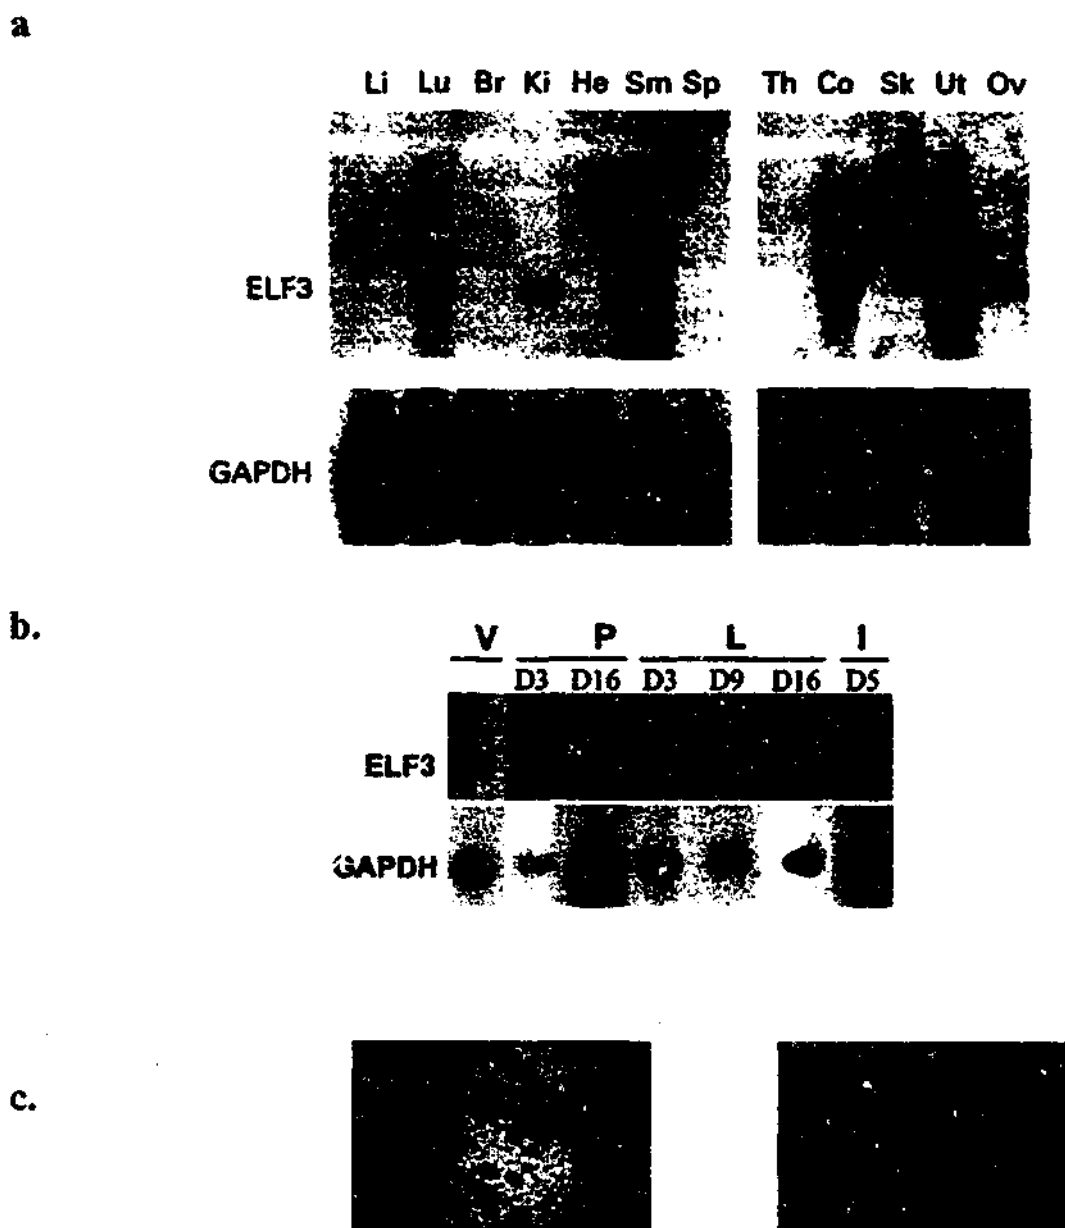 a
Li Lu Br Ki He Sm Sp Th Co Sk Ut Ov
ELF3
GAPDH
b.
V P L I
D3 D16 D3 D9 D16 D5
ELF3
GAPDH
c.